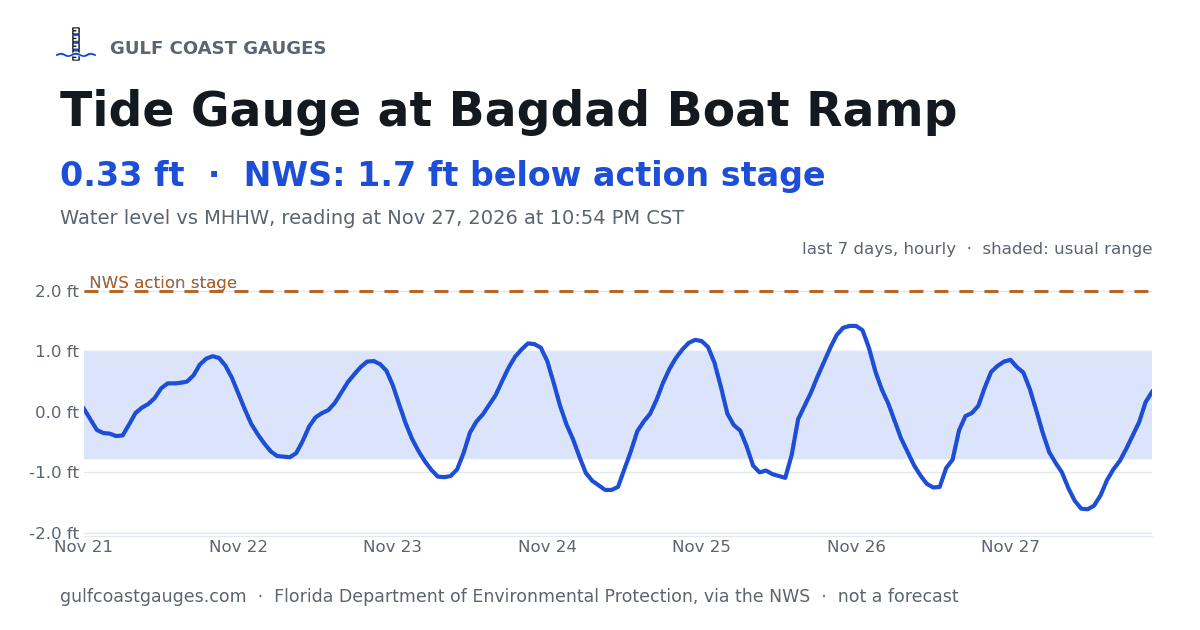 GULF COAST GAUGES
Tide Gauge at Bagdad Boat Ramp
0.33 ft · NWS: 1.7 ft below action stage
Water level vs MHHW, reading at Nov 27, 2026 at 10:54 PM CST
last 7 days, hourly · shaded: usual range
NWS action stage
2.0 ft
1.0 ft
0.0 ft
-1.0 ft
-2.0 ft
Nov 21 Nov 22 Nov 23 Nov 24 Nov 25 Nov 26 Nov 27
gulfcoastgauges.com · Florida Department of Environmental Protection, via the NWS · not a forecast